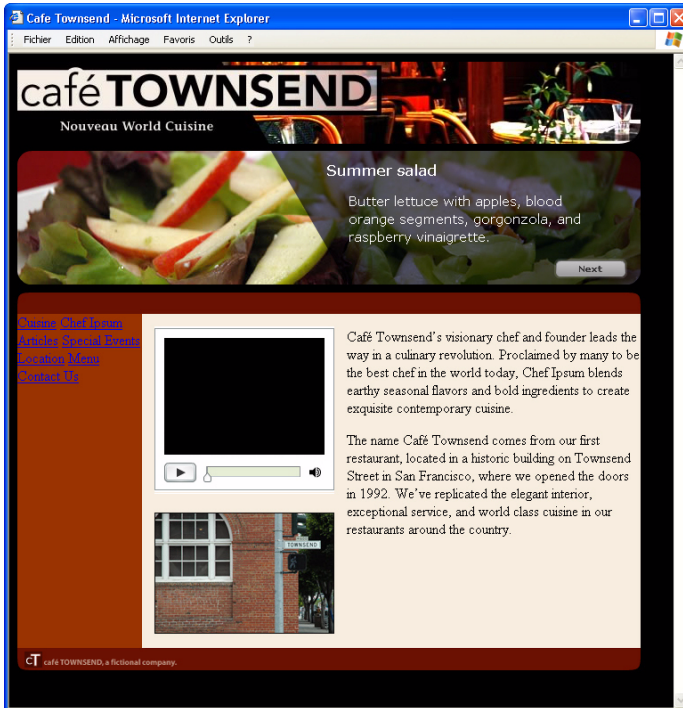 Cafe Townsend - Microsoft Internet Explorer
Fichier Edition Affichage Favoris Outils ?
café TOWNSEND
Nouveau World Cuisine
Summer salad
Butter lettuce with apples, blood
orange segments, gorgonzola, and
raspberry vinaigrette.
Next
Cuisine Chef Ipsum
Articles Special Events
Location Menu
Contact Us
Café Townsend's visionary chef and founder leads the
way in a culinary revolution. Proclaimed by many to be
the best chef in the world today, Chef Ipsum blends
earthy seasonal flavors and bold ingredients to create
exquisite contemporary cuisine.
The name Café Townsend comes from our first
restaurant, located in a historic building on Townsend
Street in San Francisco, where we opened the doors
in 1992. We've replicated the elegant interior,
exceptional service, and world class cuisine in our
restaurants around the country.
TOWNSEND
cT café TOWNSEND, a fictional company.